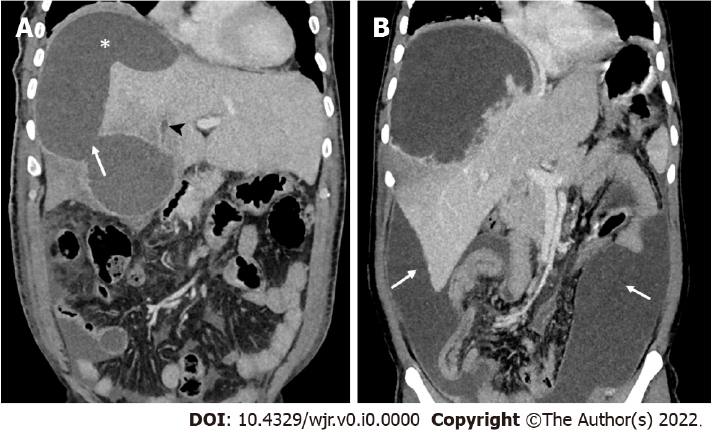 A
*
B
DOI: 10.4329/wjr.v0.i0.0000 Copyright ©The Author(s) 2022.